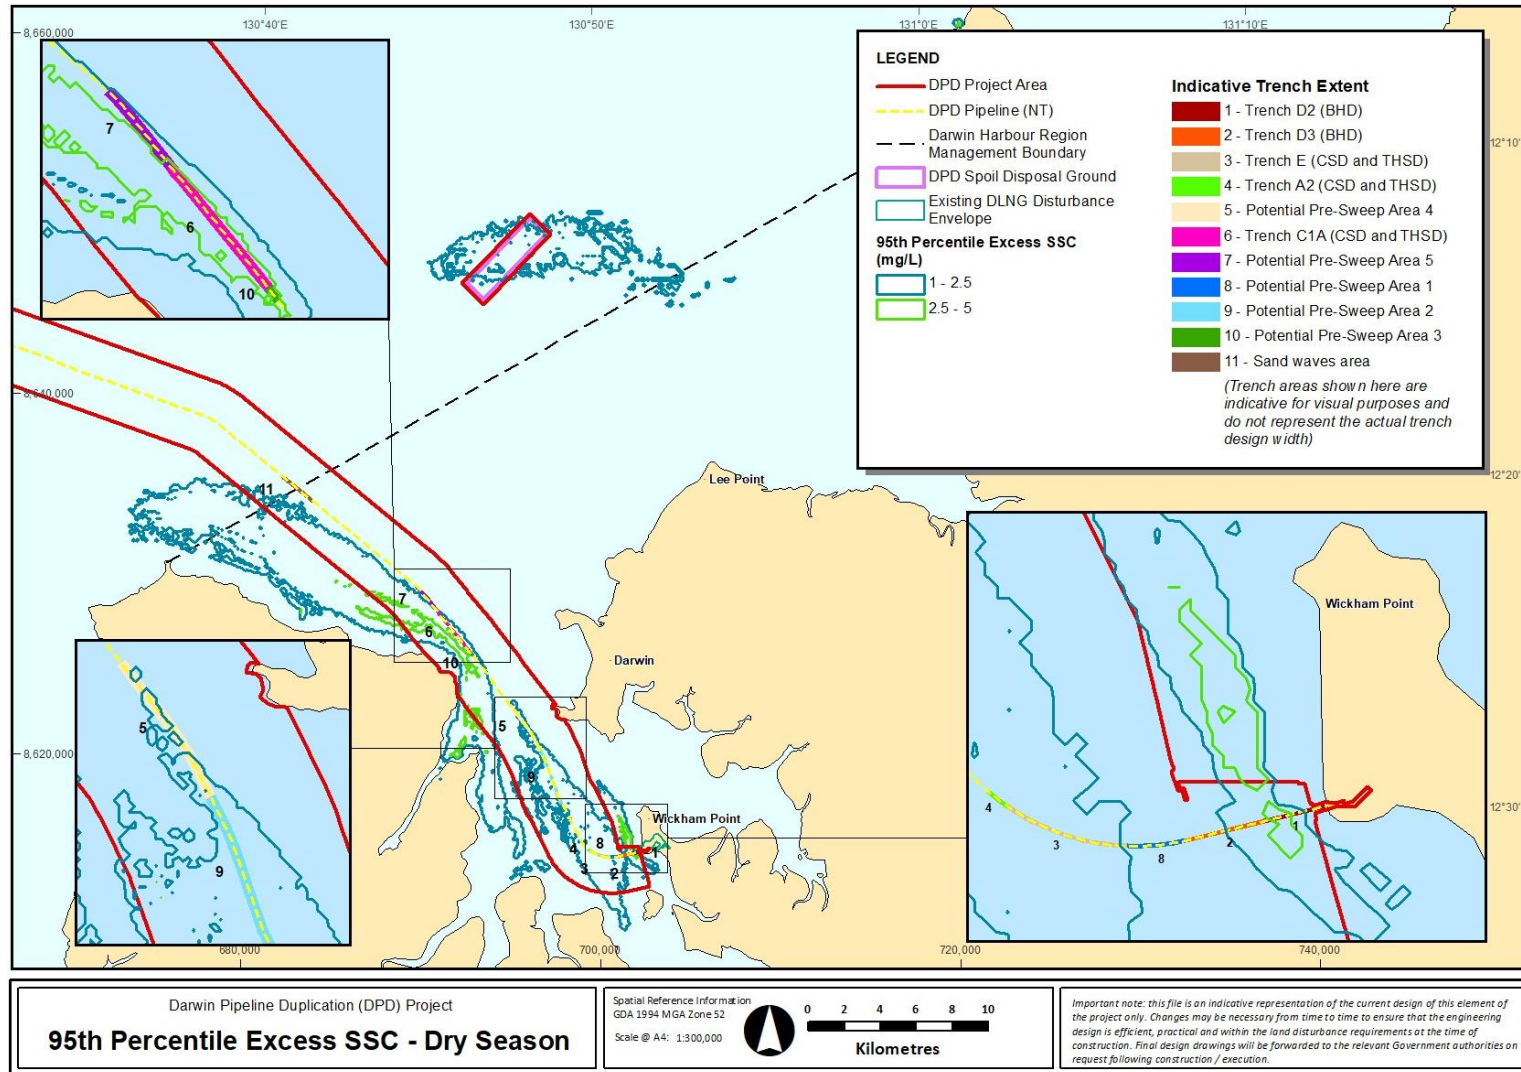 130°40'E
130°50'E
131°0'E
131°10'E
8,660,000
12°10'
12°20'
8,620,000
12°30'
680,000
700,000
720,000
740,000
LEGEND
DPD Project Area
DPD Pipeline (NT)
Darwin Harbour Region
Management Boundary
DPD Spoil Disposal Ground
Existing DLNG Disturbance
Envelope
95th Percentile Excess SSC
(mg/L)
1 - 2.5
2.5 - 5
Indicative Trench Extent
1 - Trench D2 (BHD)
2 - Trench D3 (BHD)
3 - Trench E (CSD and THSD)
4 - Trench A2 (CSD and THSD)
5 - Potential Pre-Sweep Area 4
6 - Trench C1A (CSD and THSD)
7 - Potential Pre-Sweep Area 5
8 - Potential Pre-Sweep Area 1
9 - Potential Pre-Sweep Area 2
10 - Potential Pre-Sweep Area 3
11 - Sand waves area
(Trench areas shown here are
indicative for visual purposes and
do not represent the actual trench
design width)
7
6
10
11
7
6
10
5
9
4
8
3
2
1
Lee Point
Darwin
Wickham Point
5
9
Wickham Point
4
3
8
2
1
Darwin Pipeline Duplication (DPD) Project
95th Percentile Excess SSC - Dry Season
Spatial Reference Information
GDA 1994 MGA Zone 52
Scale @ A4: 1:300,000
0 2 4 6 8 10
Kilometres
Important note: this file is an indicative representation of the current design of this element of
the project only. Changes may be necessary from time to time to ensure that the engineering
design is efficient, practical and within the land disturbance requirements at the time of
construction. Final design drawings will be forwarded to the relevant Government authorities on
request following construction / execution.